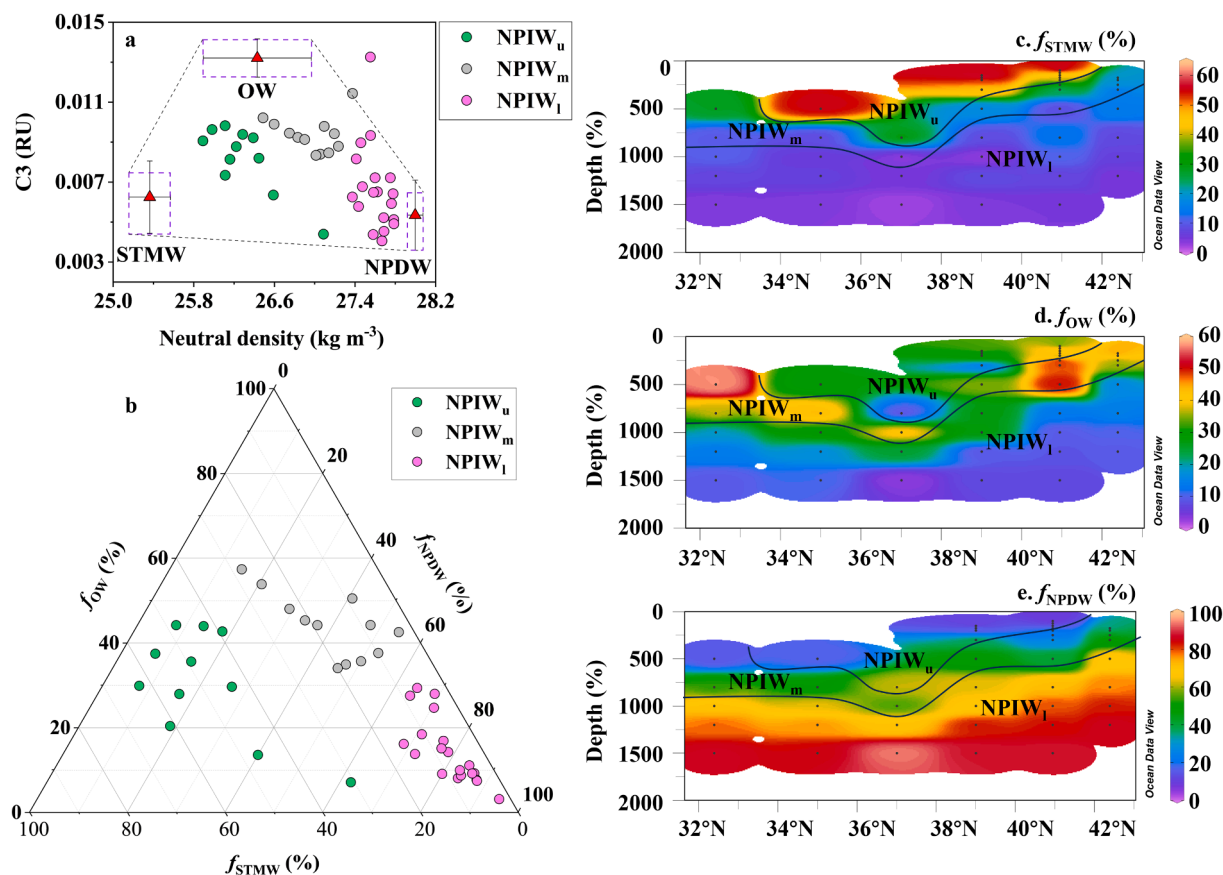 a
0.015
0.011
0.007
0.003
C3 (RU)
OW
STMW
NPDW
25.0 25.8 26.6 27.4 28.2
Neutral density (kg m⁻³)
NPIWᵤ
NPIWₘ
NPIWₗ
b
NPIWᵤ
NPIWₘ
NPIWₗ
0
100
80
60
40
20
0
20
40
60
80
100
f_OW (%)
f_NPDW (%)
100 80 60 40 20 0
f_STMW (%)
c. f_STMW (%)
Depth (%)
0
500
1000
1500
2000
NPIWᵤ
NPIWₘ
NPIWₗ
32°N 34°N 36°N 38°N 40°N 42°N
Ocean Data View
60
50
40
30
20
10
0
d. f_OW (%)
Depth (%)
0
500
1000
1500
2000
NPIWᵤ
NPIWₘ
NPIWₗ
32°N 34°N 36°N 38°N 40°N 42°N
Ocean Data View
60
50
40
30
20
10
0
e. f_NPDW (%)
Depth (%)
0
500
1000
1500
2000
NPIWᵤ
NPIWₘ
NPIWₗ
32°N 34°N 36°N 38°N 40°N 42°N
Ocean Data View
100
80
60
40
20
0